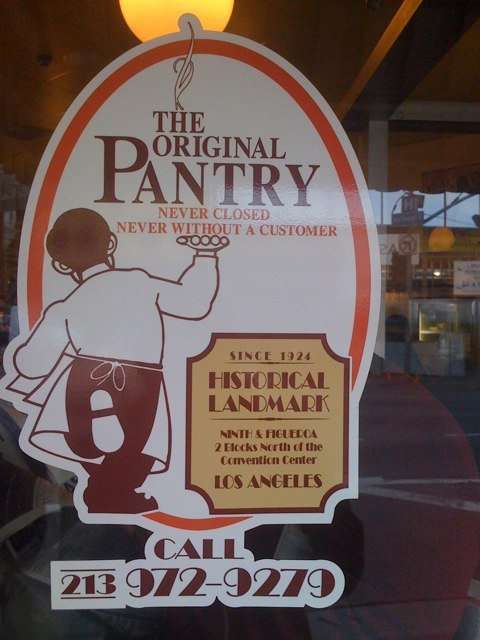 THE
ORIGINAL
PANTRY
NEVER CLOSED
NEVER WITHOUT A CUSTOMER
SINCE 1924
HISTORICAL
LANDMARK
NINTH & FIGUEROA
2 Blocks North of the
Convention Center
LOS ANGELES
CALL
213 972-9279